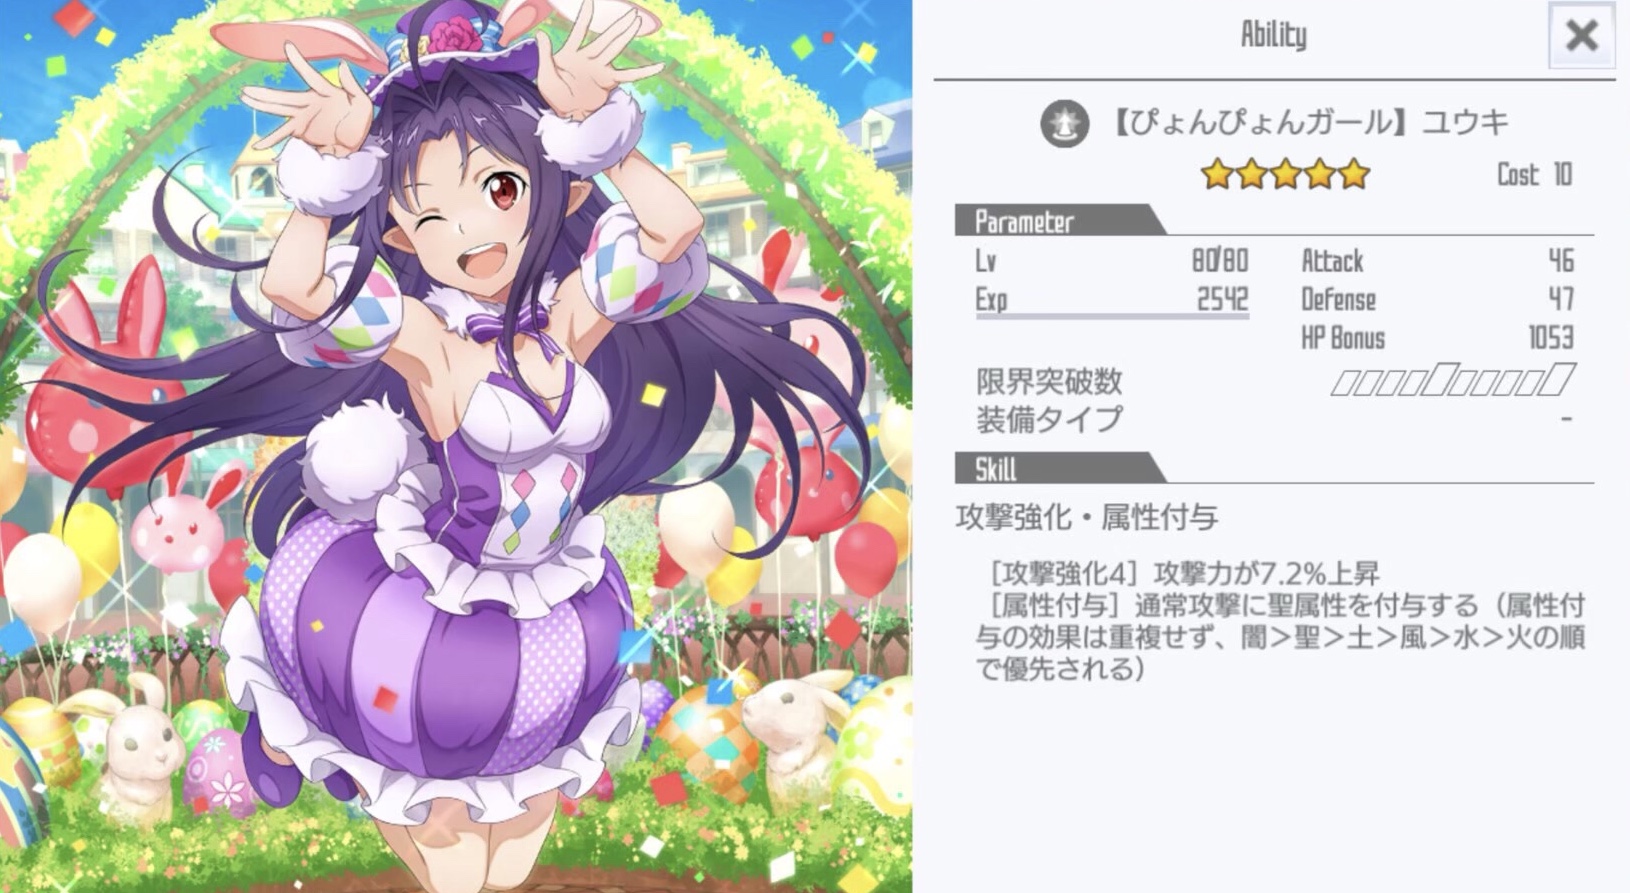 Ability
【ぴょんぴょんガール】ユウキ
Cost 10
Parameter
Lv 80/80 Attack 46
Exp 2542 Defense 47
HP Bonus 1053
限界突破数
装備タイプ -
Skill
攻撃強化・属性付与
［攻撃強化4］攻撃力が7.2%上昇
［属性付与］通常攻撃に聖属性を付与する（属性付
与の効果は重複せず、闇＞聖＞土＞風＞水＞火の順
で優先される）